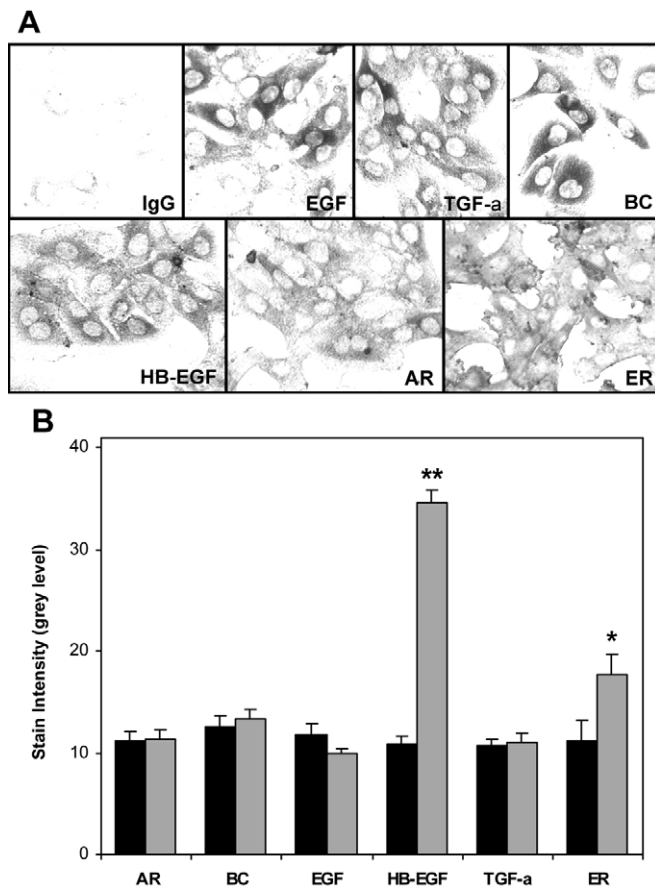 A
IgG
EGF
TGF-a
BC
HB-EGF
AR
ER
B
Stain Intensity (grey level)
40
30
20
10
0
**
*
AR BC EGF HB-EGF TGF-a ER